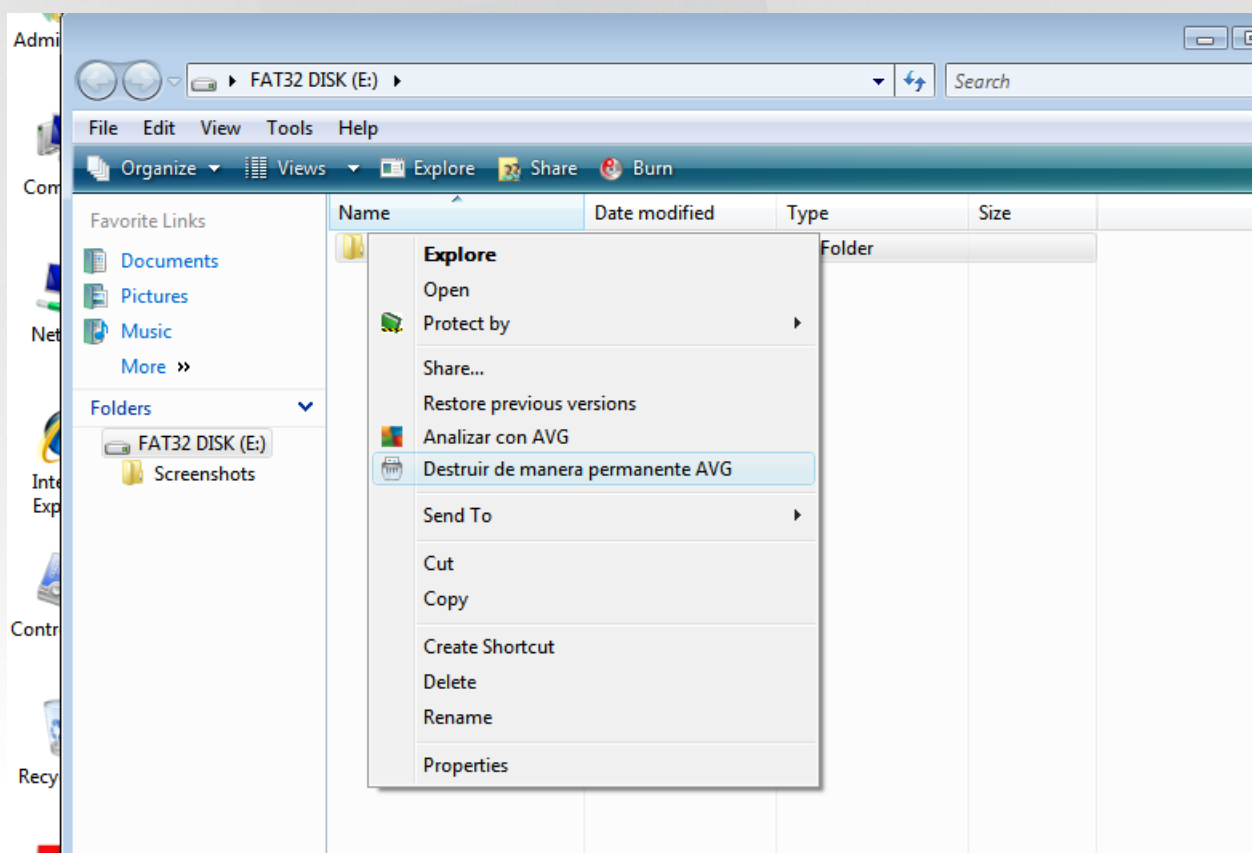 Admi
FAT32 DISK (E:)
Search
File Edit View Tools Help
Organize Views Explore Share Burn
Com
Favorite Links
Name Date modified Type Size
Documents
Pictures
Music
More »
Folders
FAT32 DISK (E:)
Screenshots
Folder
Explore
Open
Protect by
Share...
Restore previous versions
Analizar con AVG
Destruir de manera permanente AVG
Send To
Cut
Copy
Create Shortcut
Delete
Rename
Properties
Net
Inte
Exp
Contr
Recy